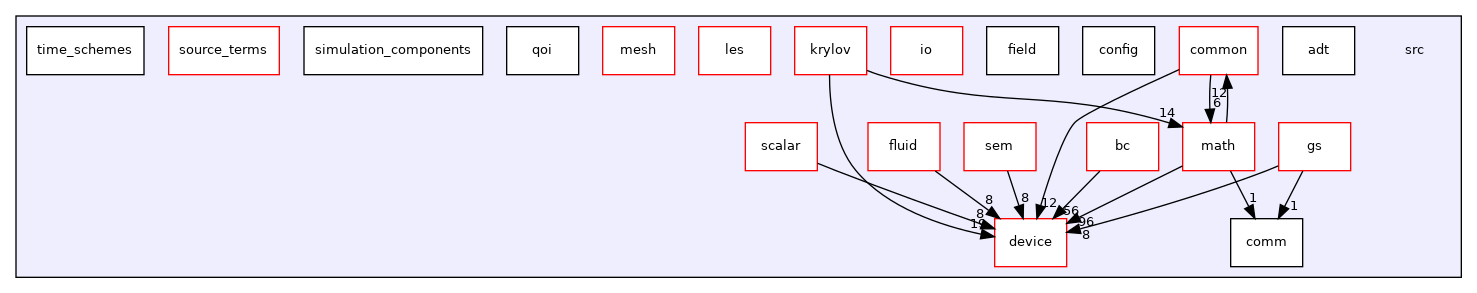 time_schemes
source_terms
simulation_components
qoi
mesh
les
krylov
io
field
config
common
adt
src
12
6
14
scalar
fluid
sem
bc
math
gs
8
8
8
12
56
96
8
1
1
device
comm